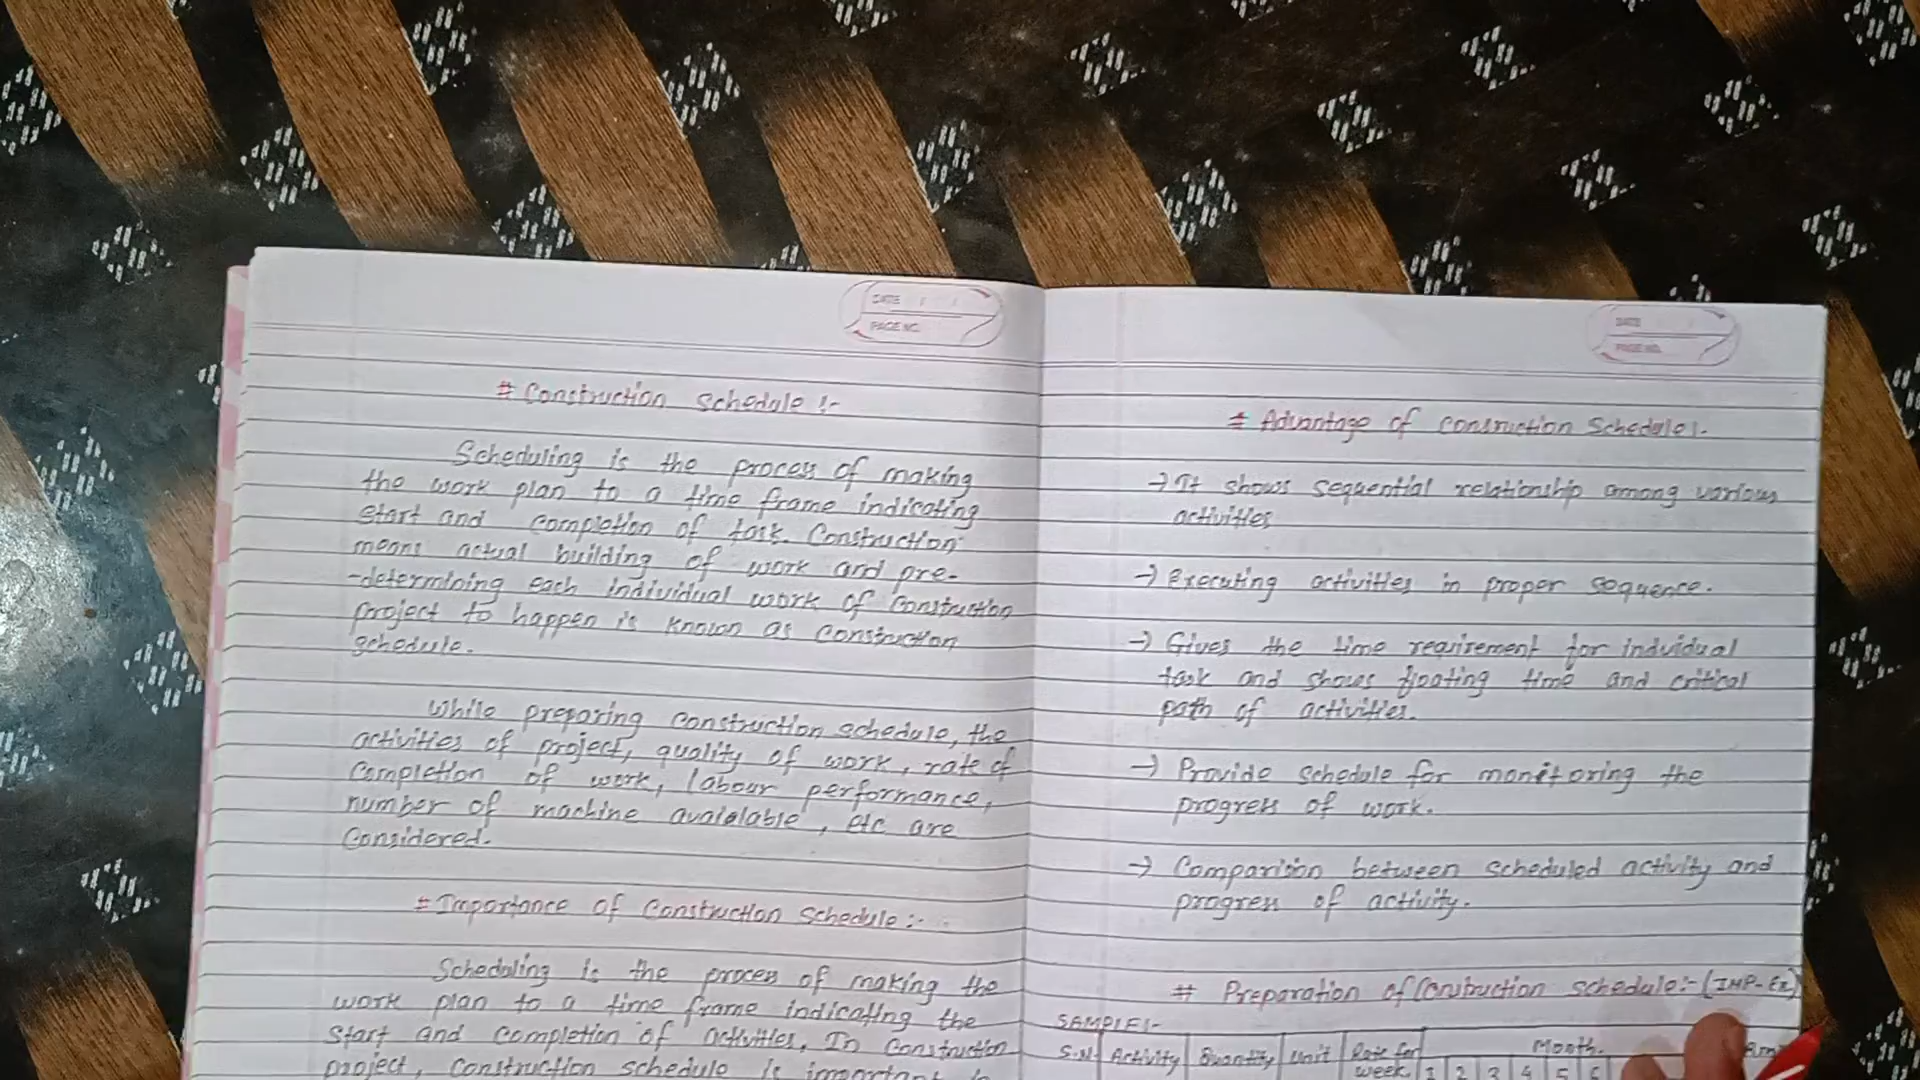 DATE / /
PAGE NO.
# Construction Schedule :-
Scheduling is the process of making
the work plan to a time frame indicating
start and completion of task. Construction
means actual building of work and pre-
-determining each individual work of construction
project to happen is known as construction
schedule.
While preparing construction schedule, the
activities of project, quality of work, rate of
completion of work, labour performance,
number of machine avaialable, etc are
considered.
# Importance of Construction schedule :-
Scheduling is the process of making the
work plan to a time frame indicating the
start and completion of activities, In construction
project, construction schedule is important
DATE
PAGE NO.
# Advantage of consruction Schedule :-
→ It shows sequential relationship among various
activities
→ Executing activities in proper sequence.
→ Gives the time requirement for indvidual
task and shows floating time and critical
path of activities.
→ Provide schedule for monitoring the
progress of work.
→ Comparision between scheduled activity and
progress of activity.
# Preparation of Construction schedule :- (IMP-Ex)
SAMPLE :-
S.N Activity Quantity Unit Rate for Month.
week 1 2 3 4 5 6